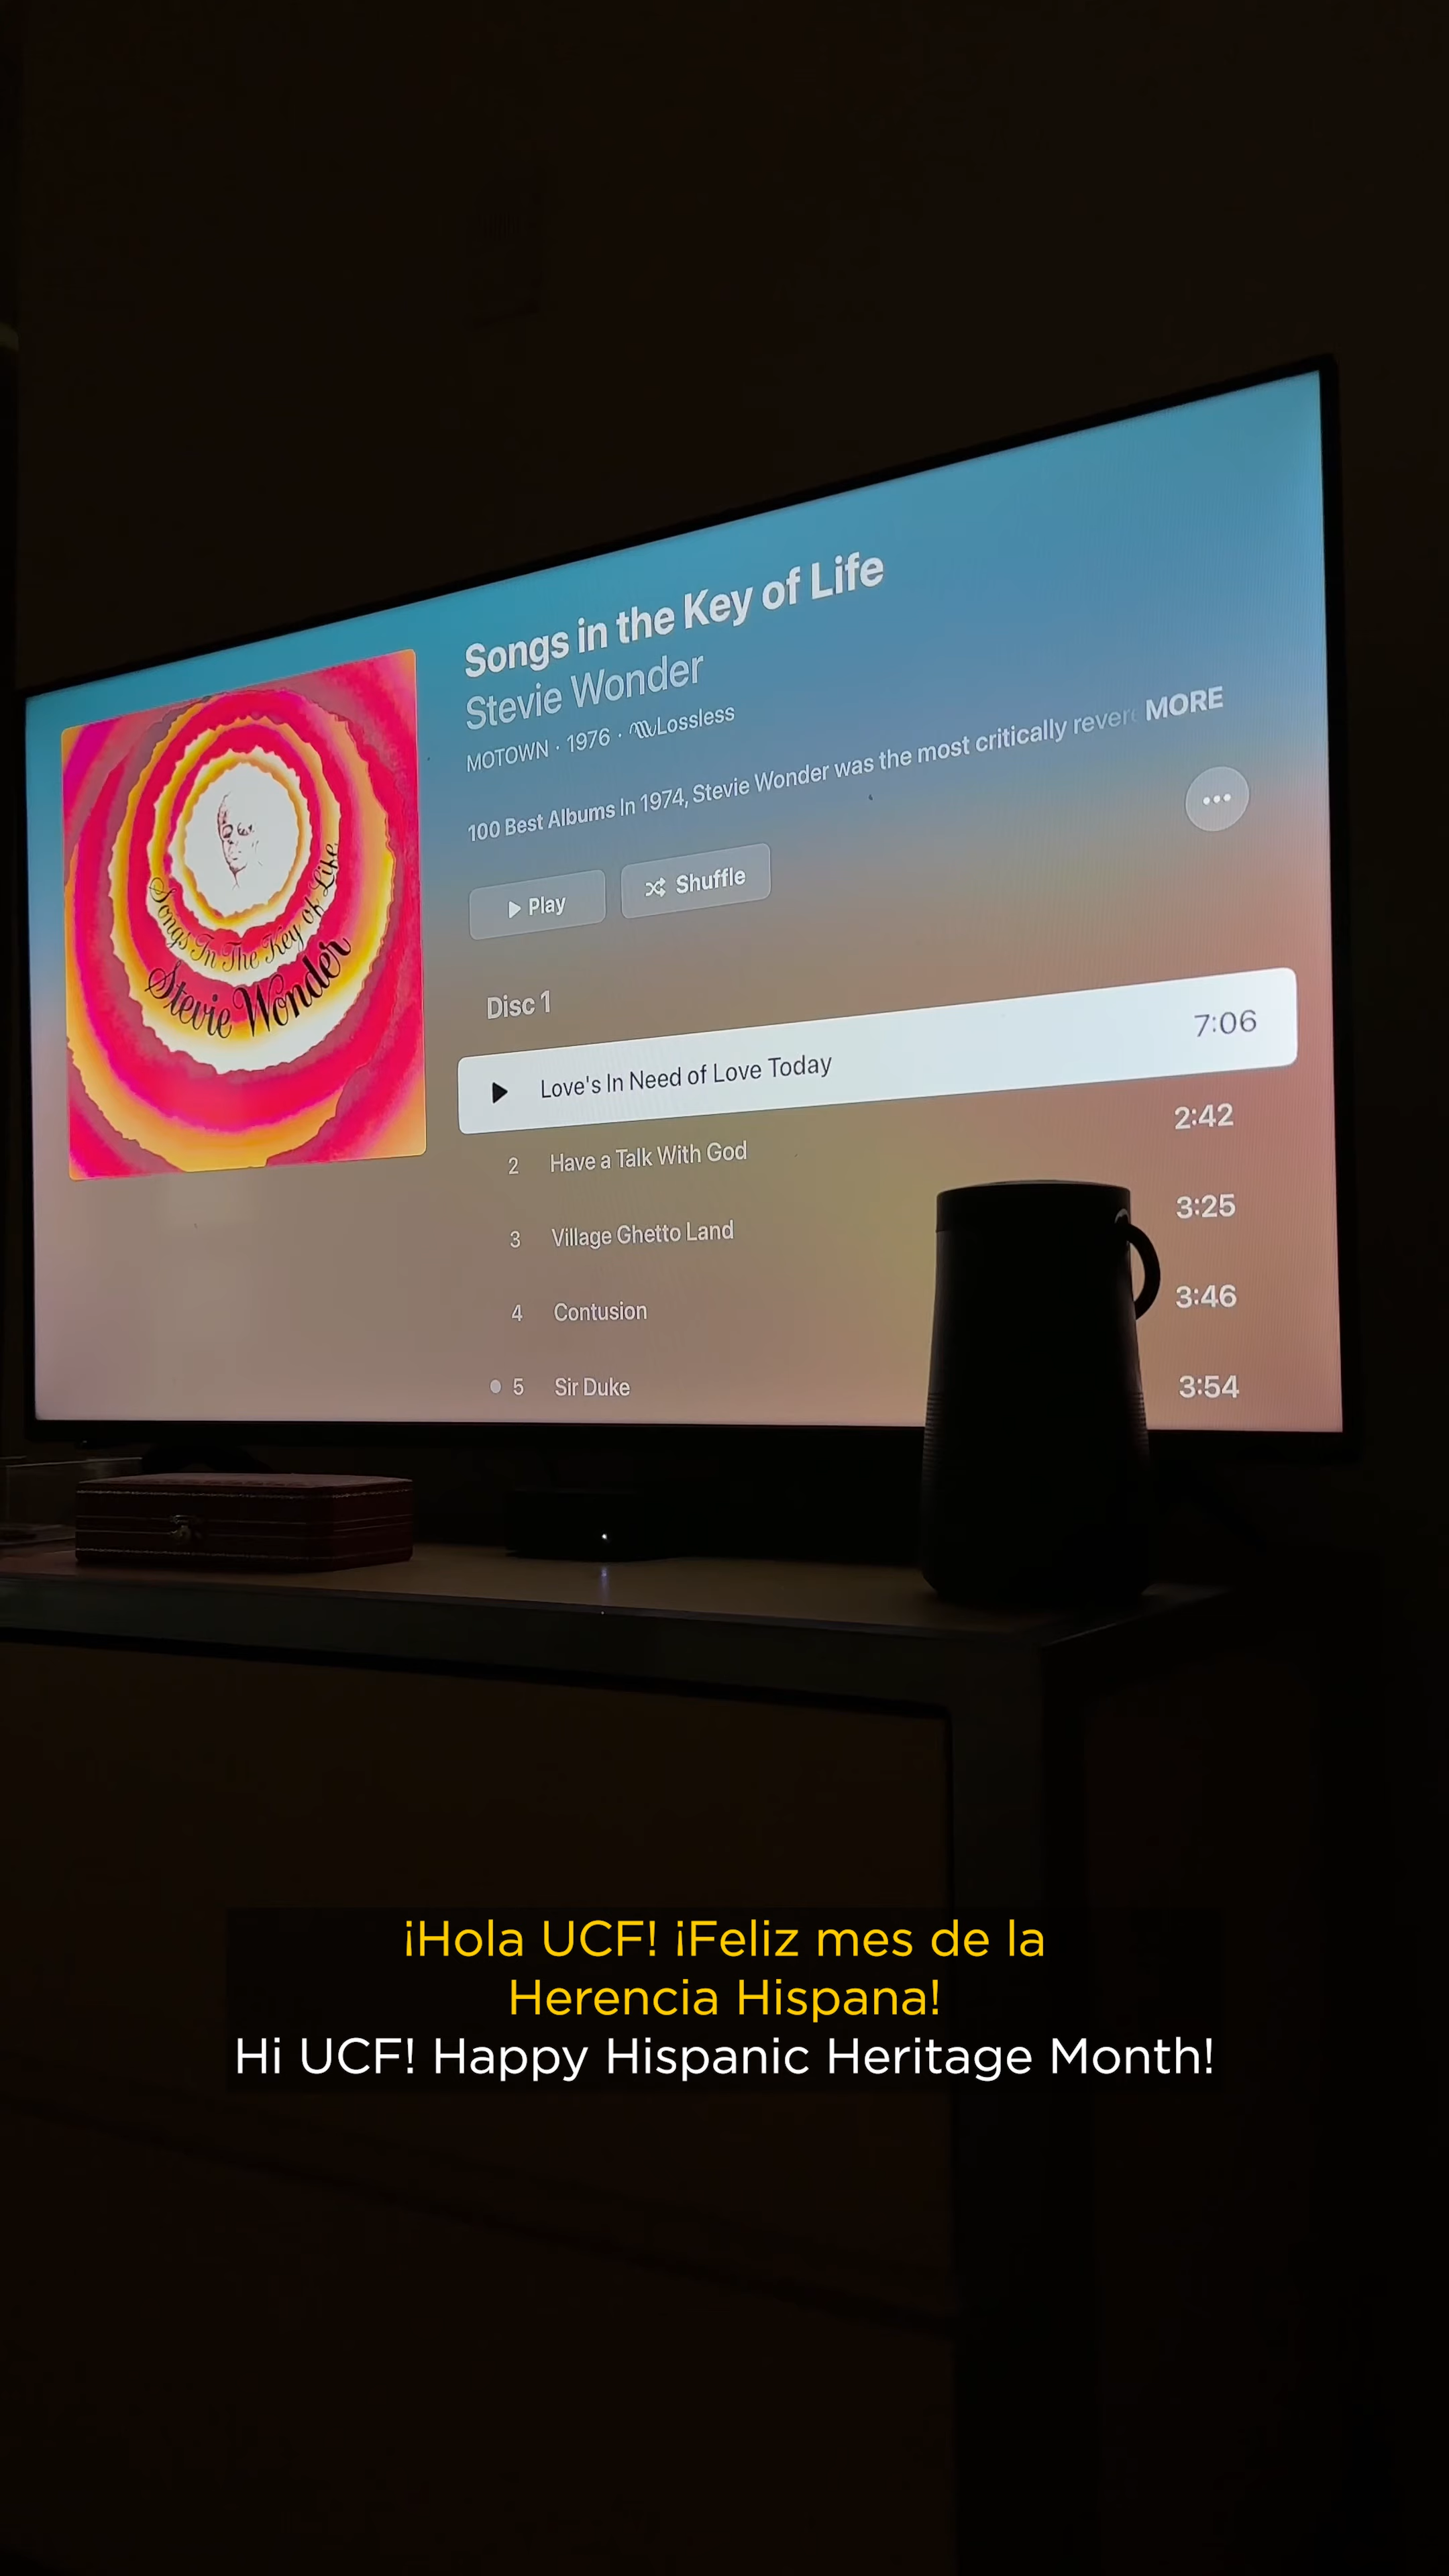 Songs in the Key of Life
Stevie Wonder
MOTOWN · 1976 · Lossless
100 Best Albums In 1974, Stevie Wonder was the most critically MORE
Play
Shuffle
Songs In The Key of Life
Stevie Wonder
Disc 1
Love's In Need of Love Today 7:06
2 Have a Talk With God 2:42
3 Village Ghetto Land 3:25
4 Contusion 3:46
5 Sir Duke 3:54
¡Hola UCF! ¡Feliz mes de la
Herencia Hispana!
Hi UCF! Happy Hispanic Heritage Month!